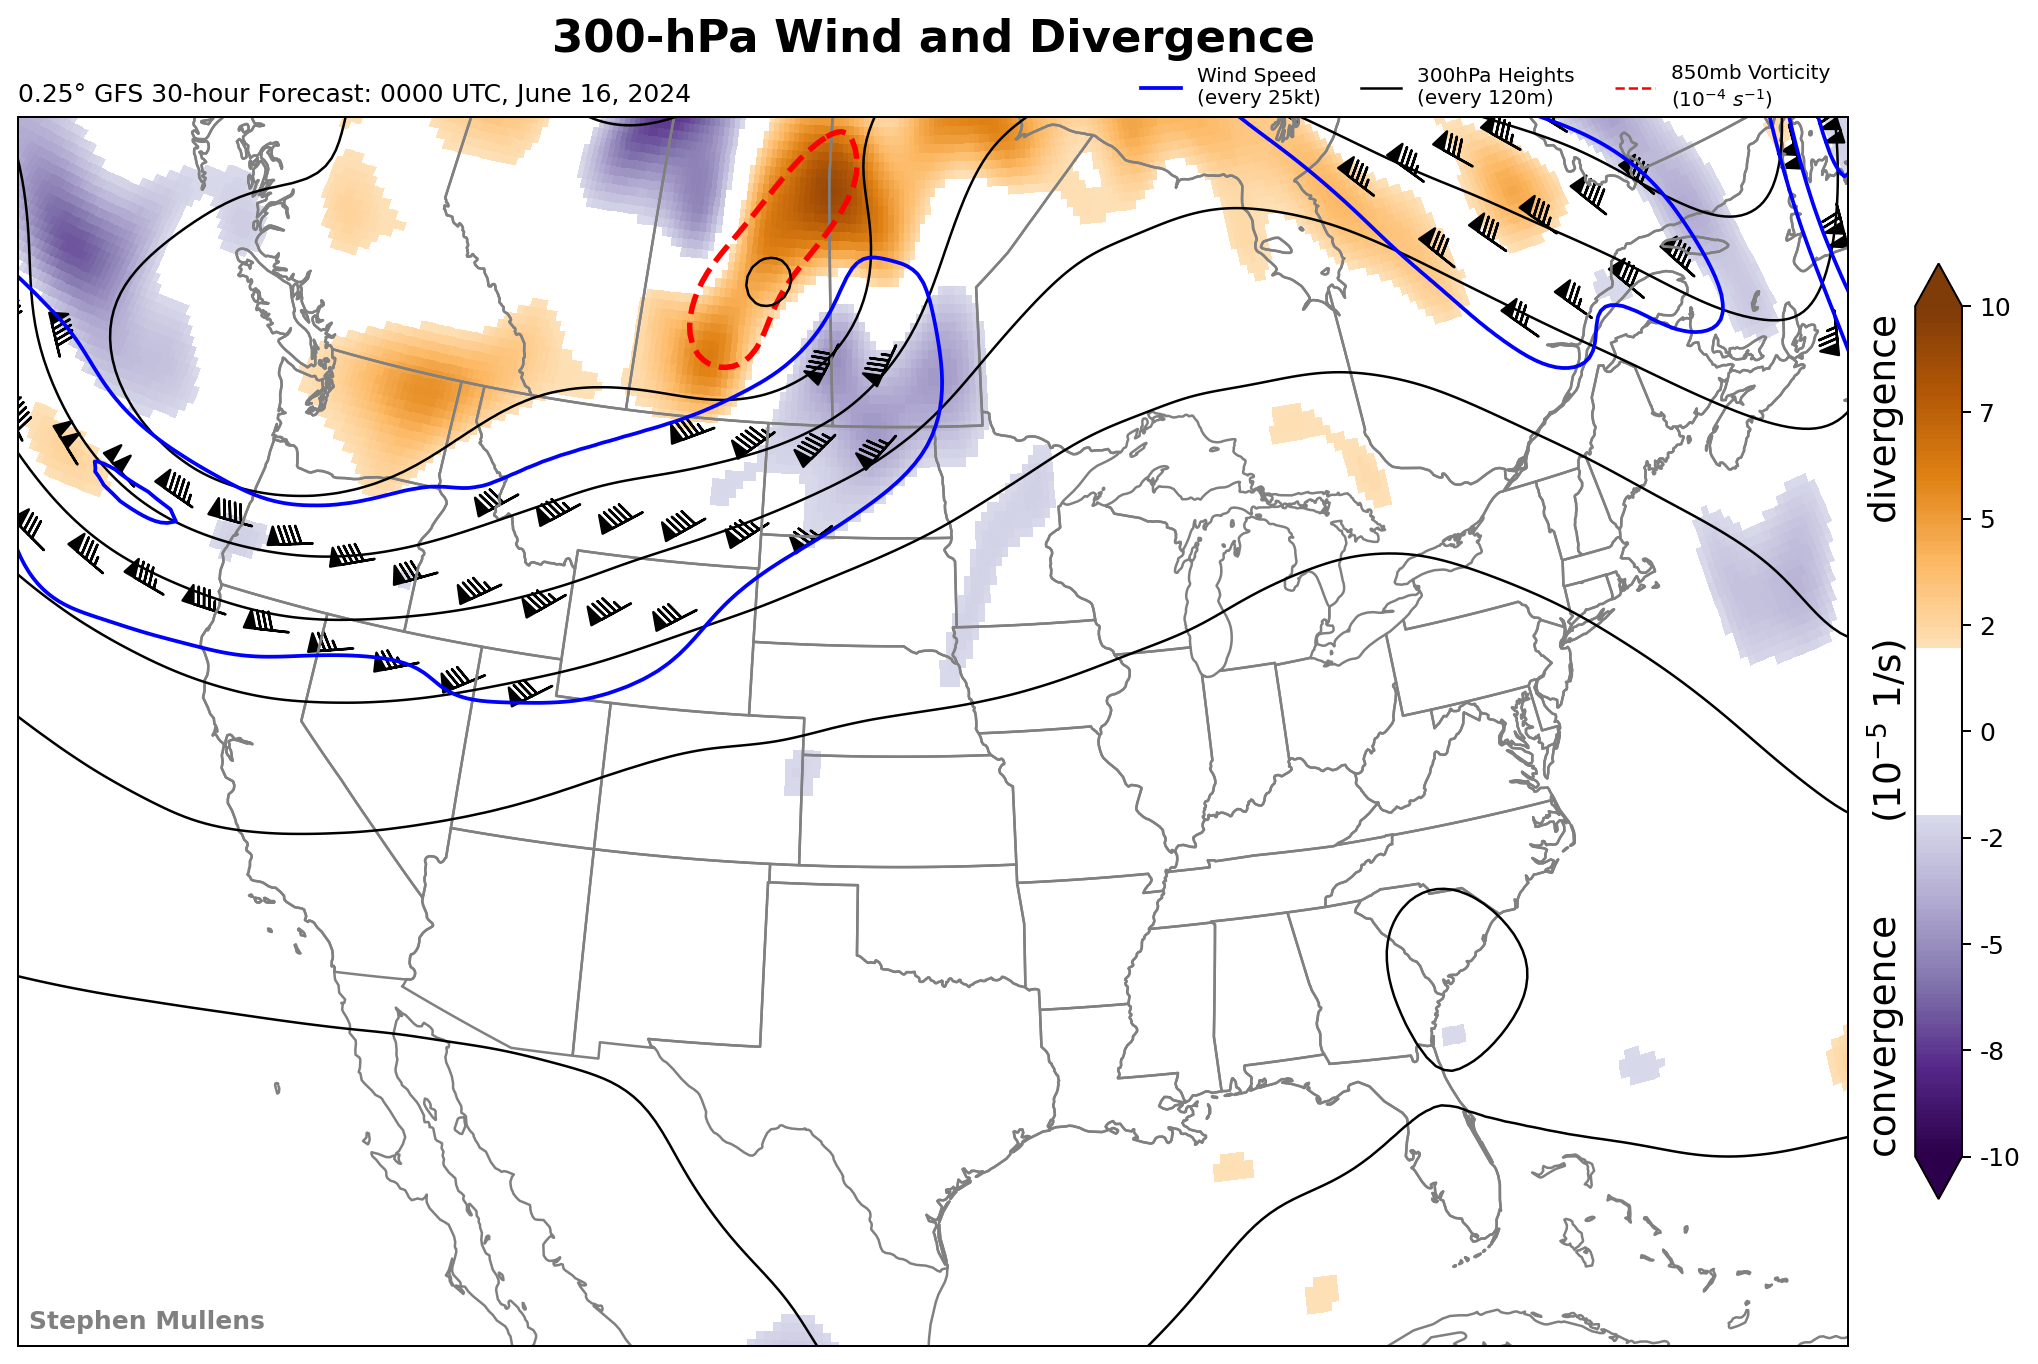 300-hPa Wind and Divergence
0.25° GFS 30-hour Forecast: 0000 UTC, June 16, 2024
Wind Speed
(every 25kt)
300hPa Heights
(every 120m)
850mb Vorticity
(10⁻⁴ s⁻¹)
10
7
5
2
0
-2
-5
-8
-10
convergence (10⁻⁵ 1/s) divergence
Stephen Mullens